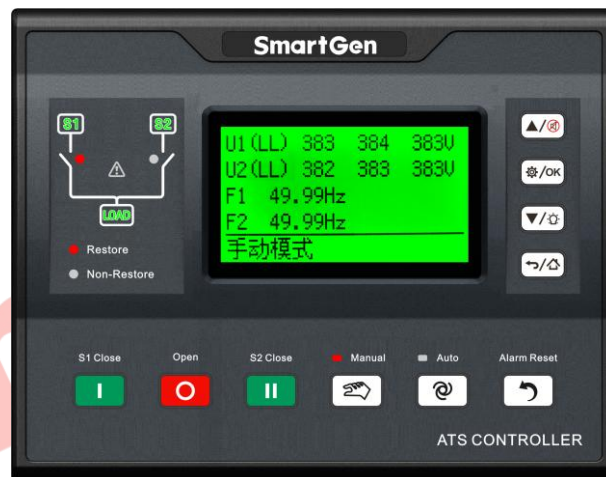 SmartGen
S1
S2
LOAD
Restore
Non-Restore
U1(LL) 383 384 383V
U2(LL) 382 383 383V
F1 49.99Hz
F2 49.99Hz
手动模式
/OK
S1 Close
Open
S2 Close
Manual
Auto
Alarm Reset
I
O
II
ATS CONTROLLER